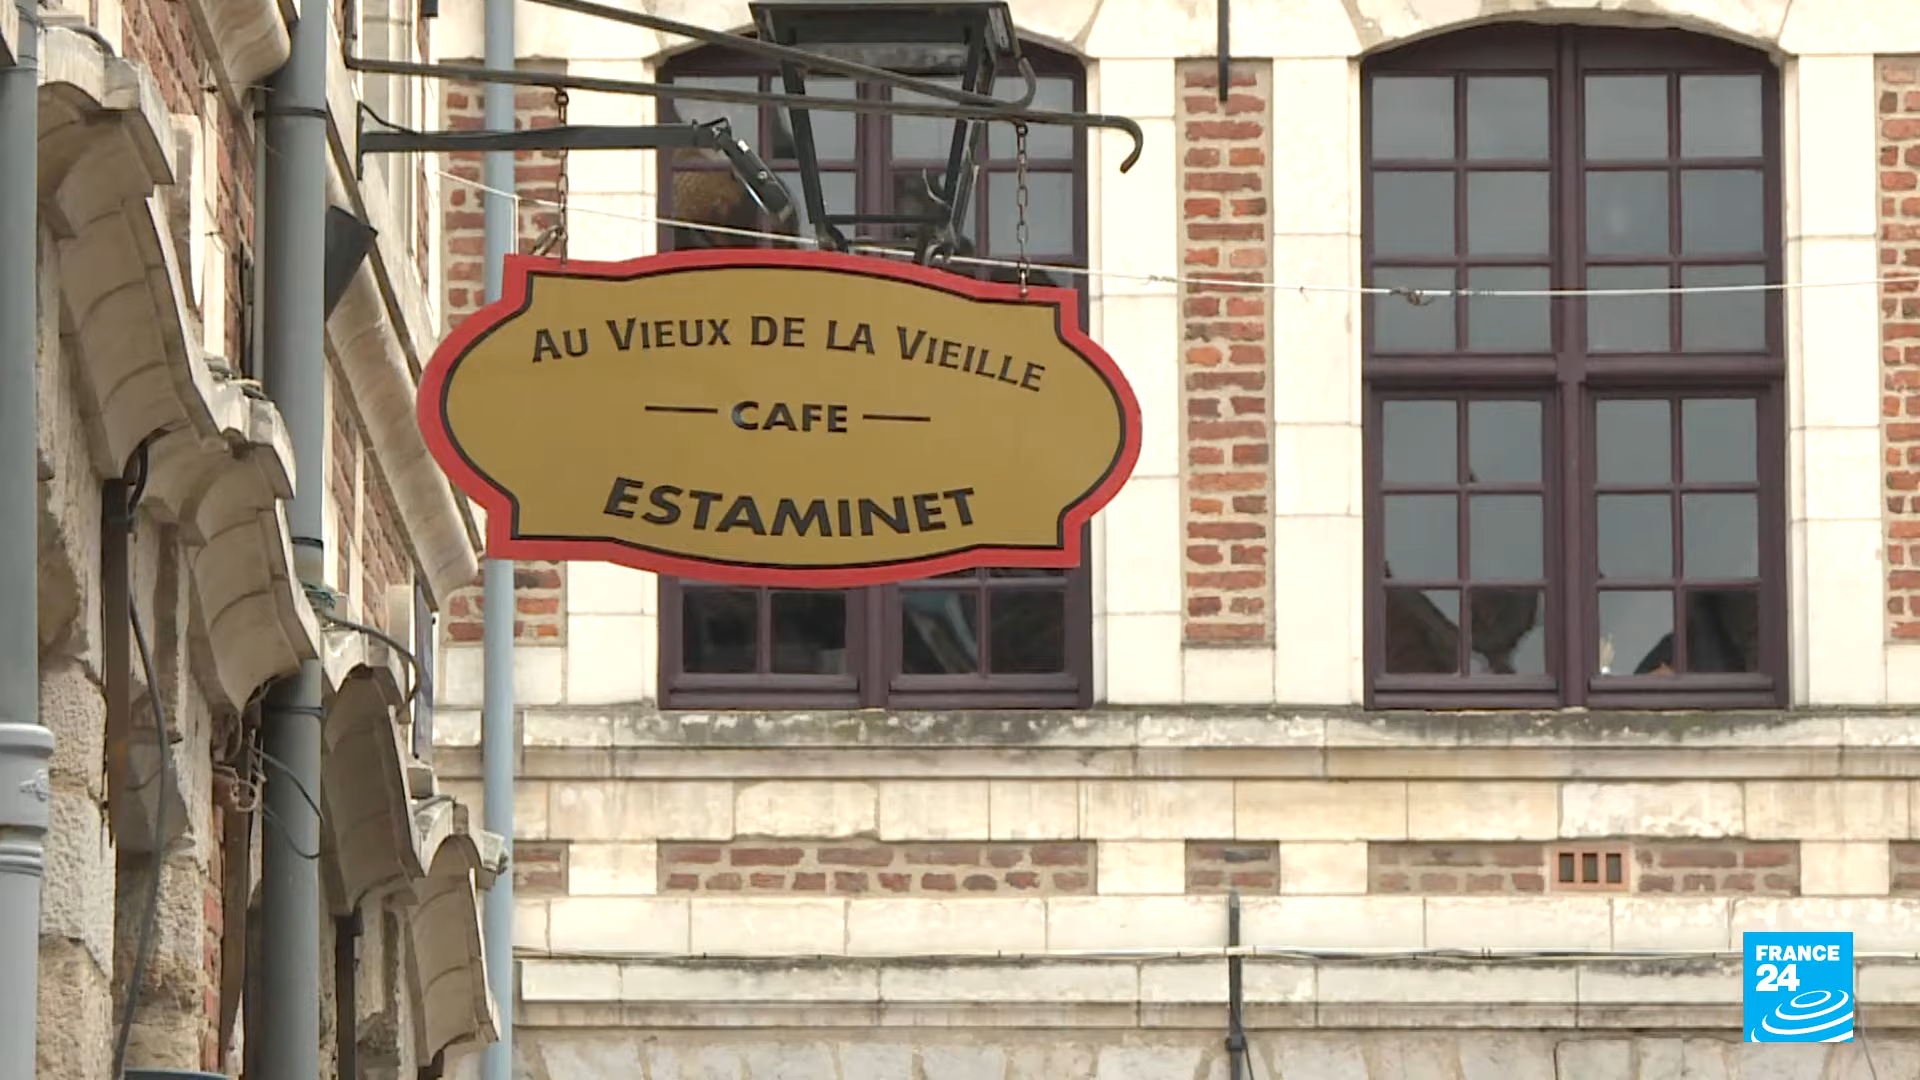 AU VIEUX DE LA VIEILLE
CAFE
ESTAMINET
FRANCE
24